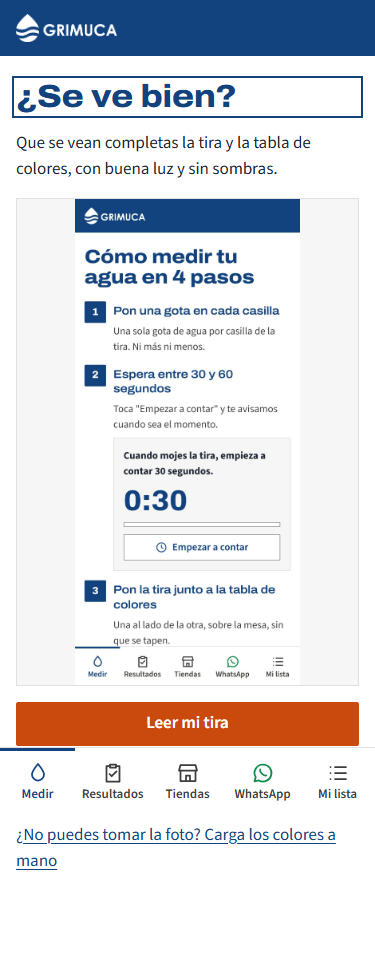 GRIMUCA
¿Se ve bien?
Que se vean completas la tira y la tabla de
colores, con buena luz y sin sombras.
GRIMUCA
Cómo medir tu
agua en 4 pasos
1 Pon una gota en cada casilla
Una sola gota de agua por casilla de la
tira. Ni más ni menos.
2 Espera entre 30 y 60
segundos
Toca "Empezar a contar" y te avisamos
cuando sea el momento.
Cuando mojes la tira, empieza a
contar 30 segundos.
0:30
Empezar a contar
3 Pon la tira junto a la tabla de
colores
Una al lado de la otra, sobre la mesa, sin
que se tapen.
Medir Resultados Tiendas WhatsApp Mi lista
Leer mi tira
Medir Resultados Tiendas WhatsApp Mi lista
¿No puedes tomar la foto? Carga los colores a
mano